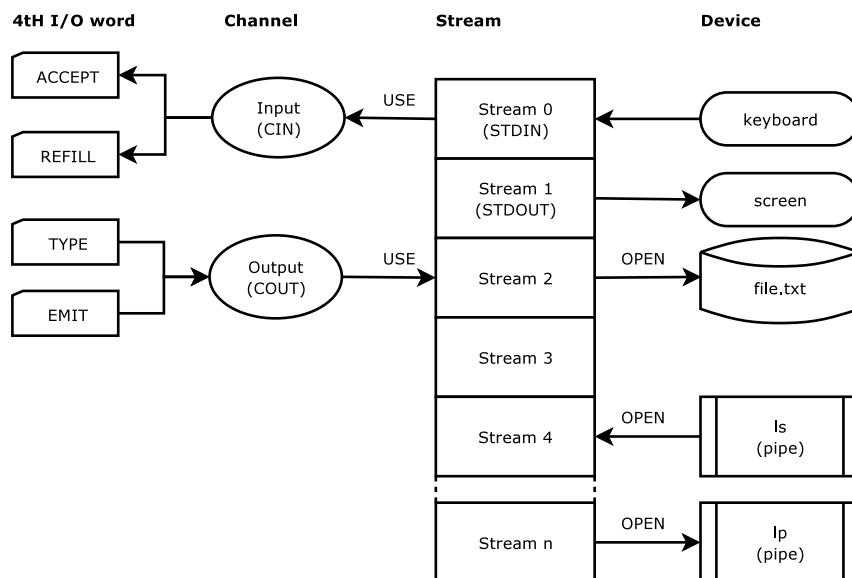 4tH I/O word Channel Stream Device
ACCEPT
REFILL
TYPE
EMIT
Input
(CIN)
Output
(COUT)
USE
USE
Stream 0
(STDIN)
Stream 1
(STDOUT)
Stream 2
Stream 3
Stream 4
Stream n
OPEN
OPEN
OPEN
keyboard
screen
file.txt
ls
(pipe)
lp
(pipe)